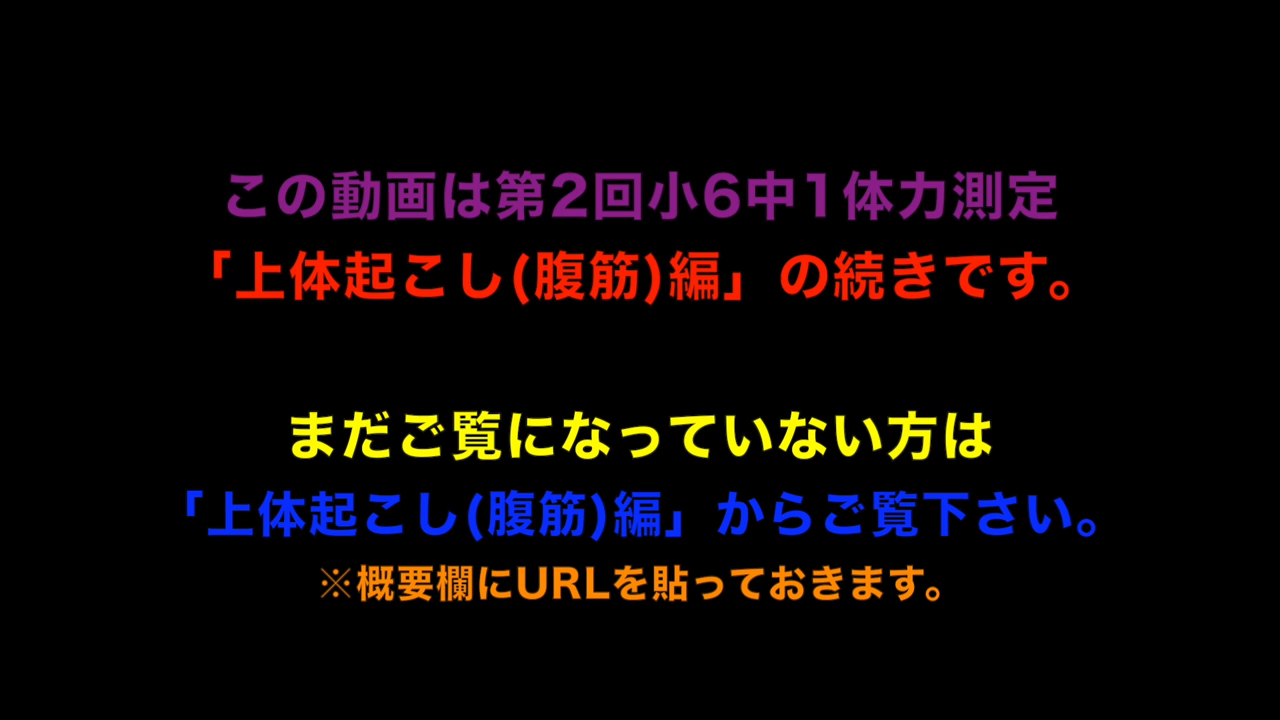 この動画は第2回小6中1体力測定
「上体起こし(腹筋)編」の続きです。
まだご覧になっていない方は
「上体起こし(腹筋)編」からご覧下さい。
※概要欄にURLを貼っておきます。